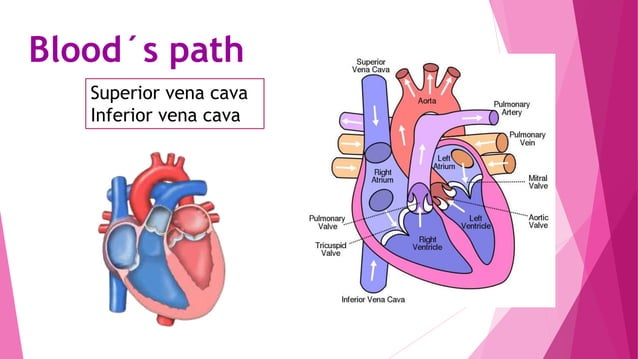 Blood´s path
Superior vena cava
Inferior vena cava
Superior
Vena Cava
Aorta
Pulmonary
Artery
Pulmonary
Vein
Left
Atrium
Right
Atrium
Mitral
Valve
Pulmonary
Valve
Left
Ventricle
Aortic
Valve
Tricuspid
Valve
Right
Ventricle
Inferior Vena Cava